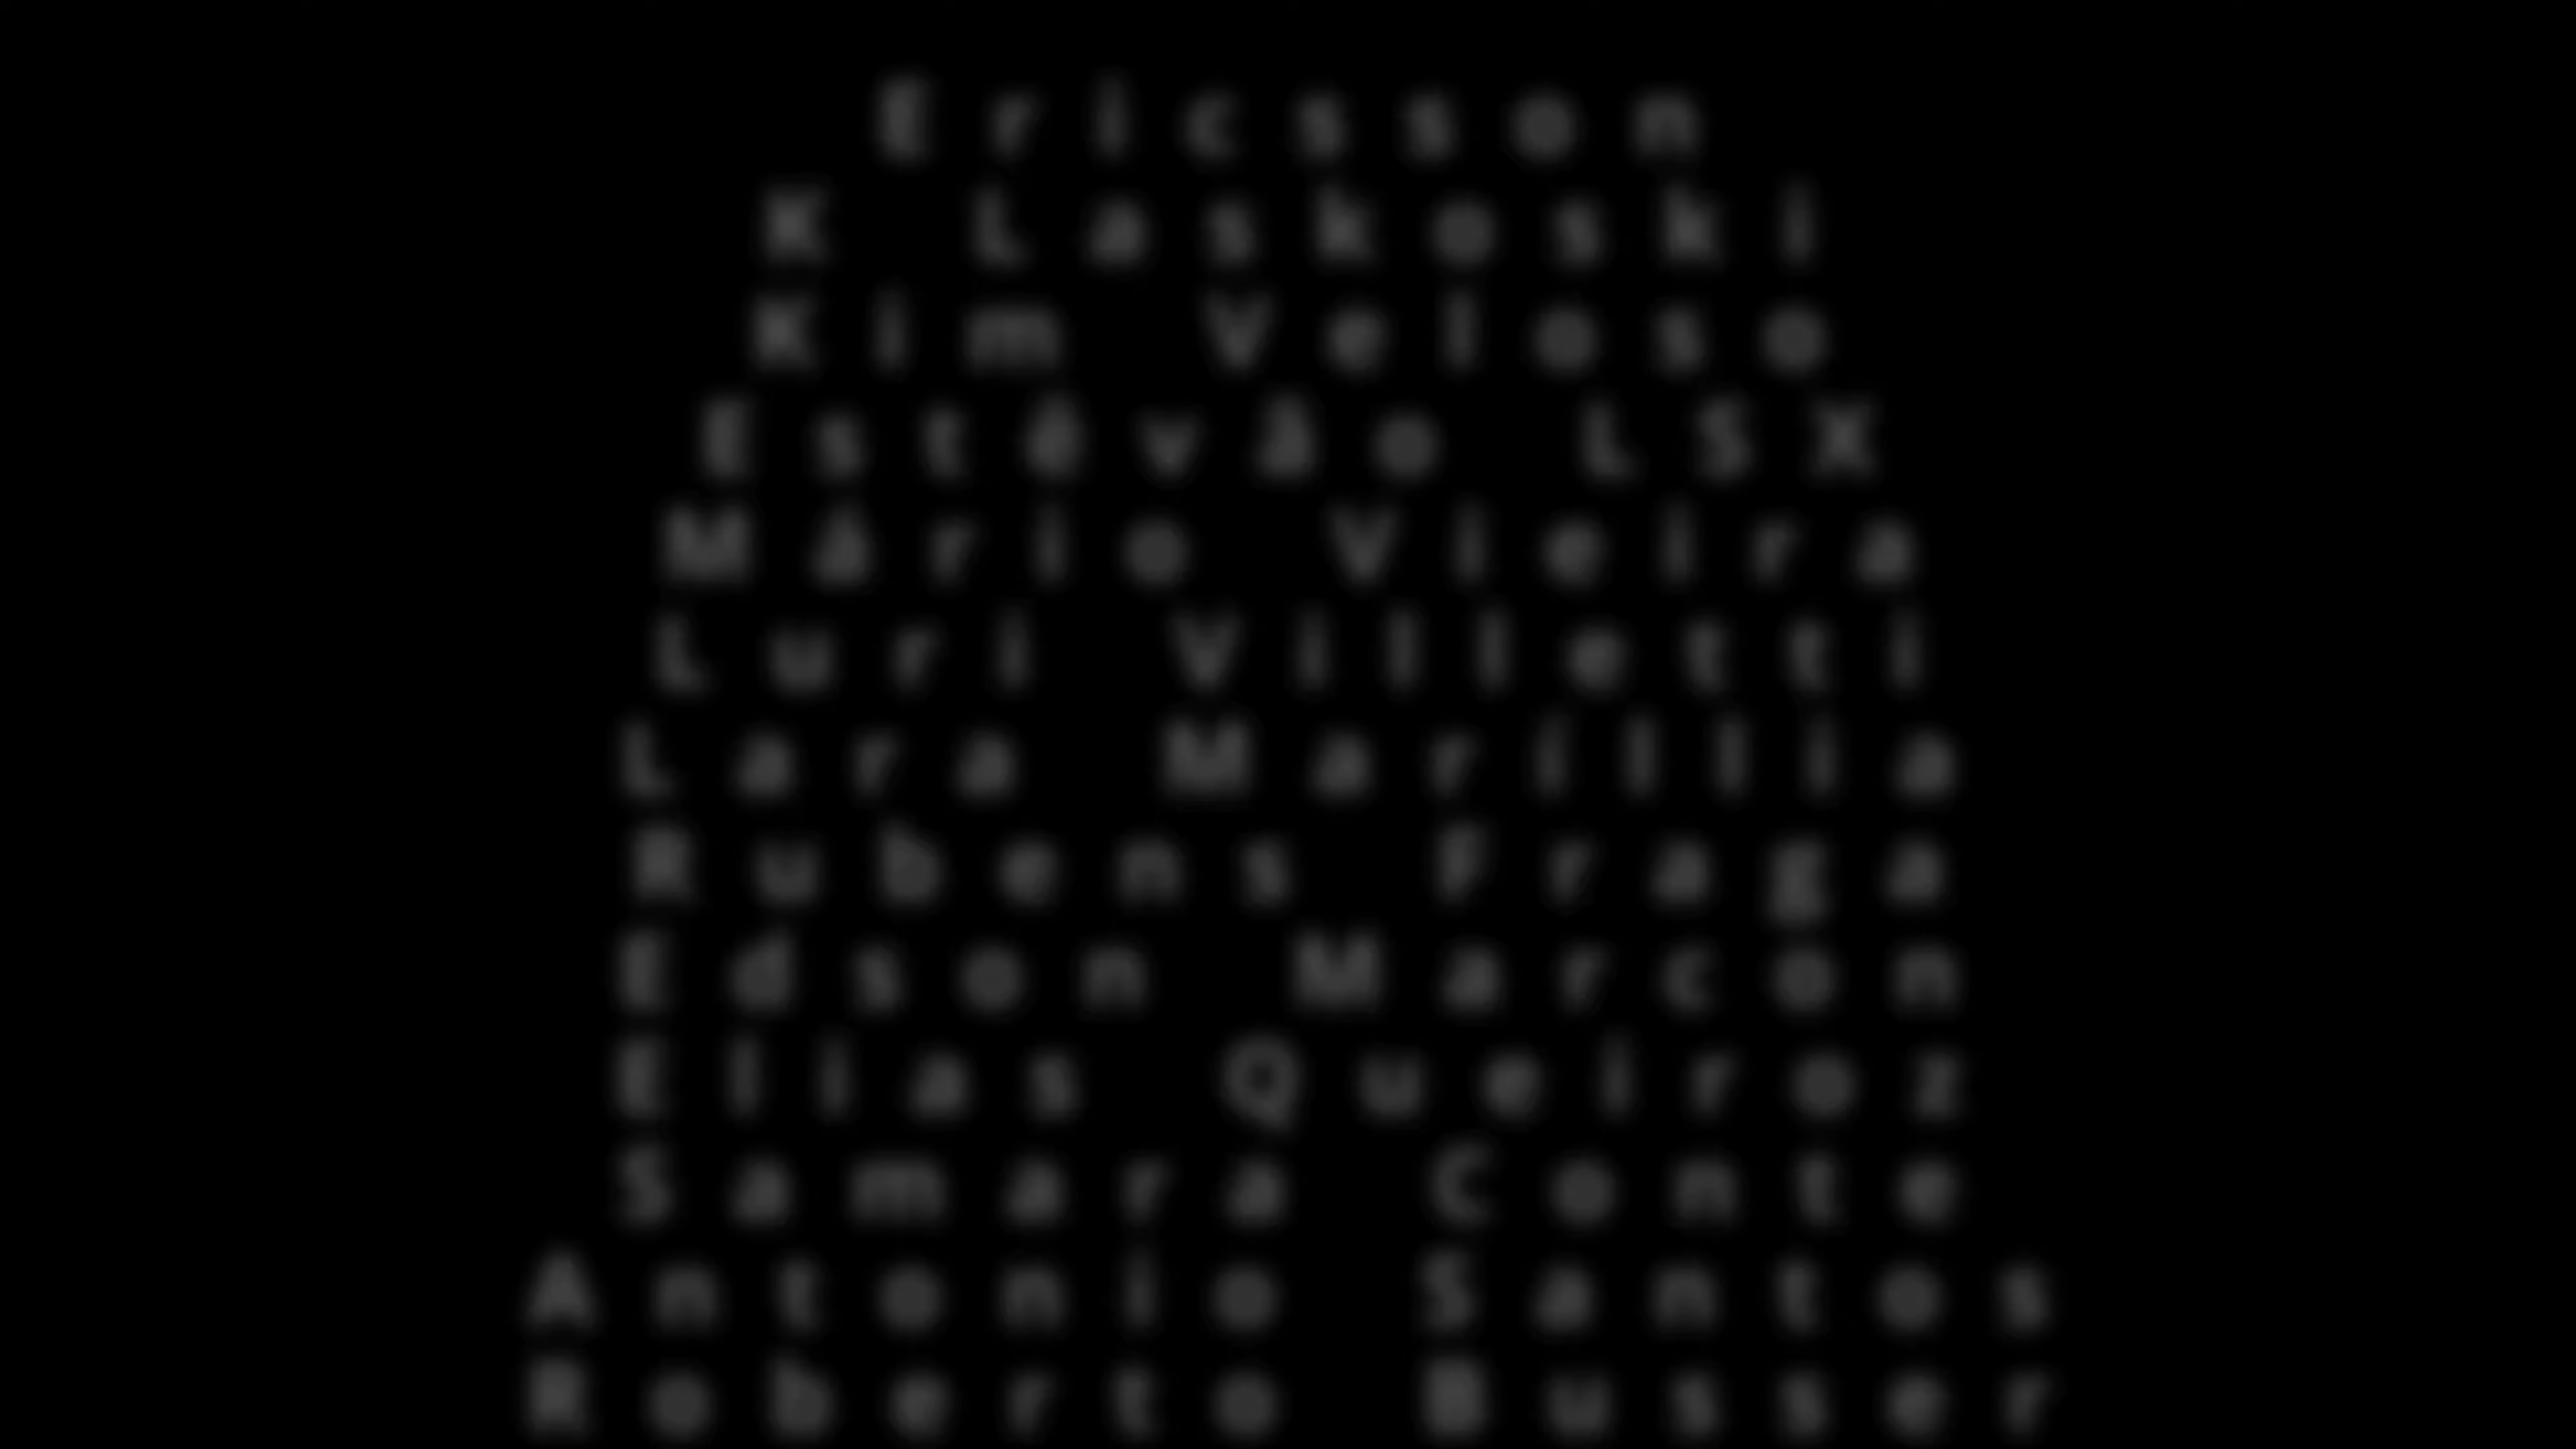 Ericsson
K Laskoski
Kim Veloso
Estêvão LSX
Mário Vieira
Luri Villetti
Lara Marillia
Rubens Fraga
Edson Marcon
Elias Queiroz
Samara Conte
Antonio Santos
Roberto Busser